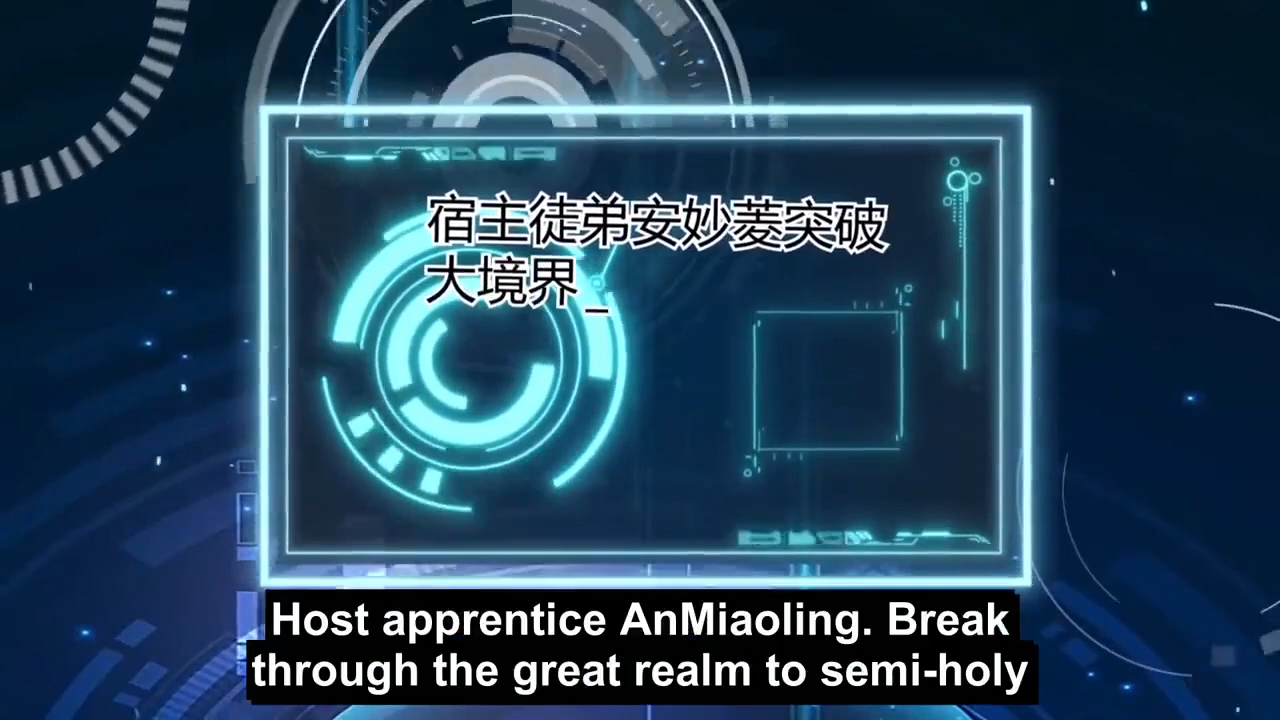 宿主徒弟安妙菱突破
大境界_
Host apprentice AnMiaoling. Break
through the great realm to semi-holy